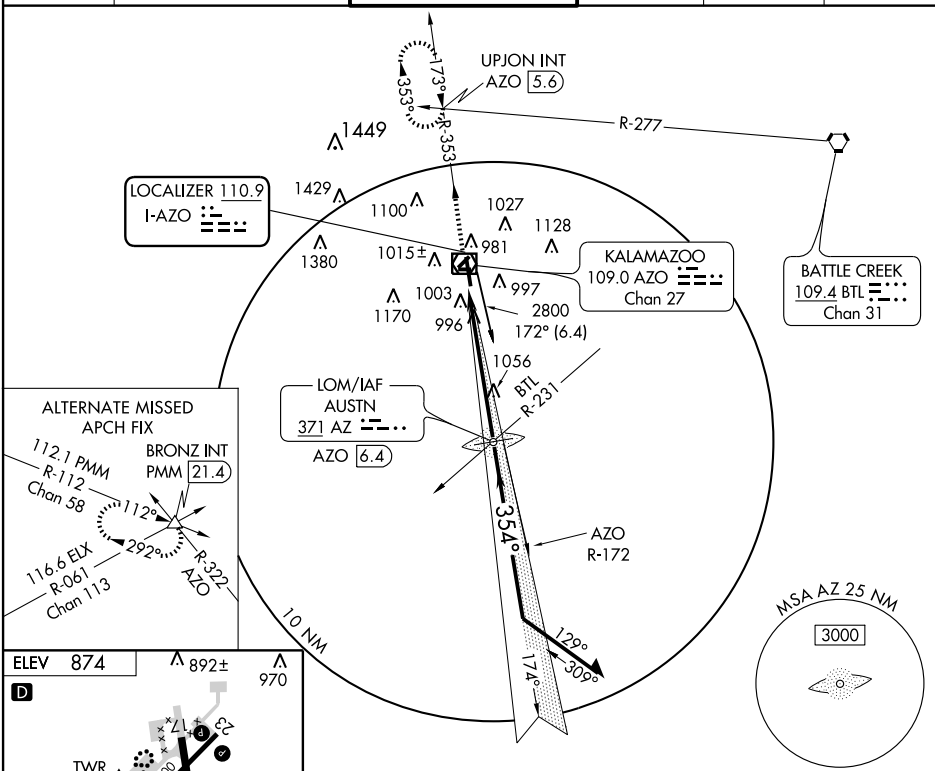 UPJON INT
AZO 5.6
173°
353°
R-353
R-277
1449
LOCALIZER 110.9
I-AZO
1429
1100
1027
1128
1380
1015±
981
KALAMAZOO
109.0 AZO
Chan 27
BATTLE CREEK
109.4 BTL
Chan 31
997
1170
1003
996
2800
172° (6.4)
1056
BTL
R-231
LOM/IAF
AUSTN
371 AZ
AZO 6.4
ALTERNATE MISSED
APCH FIX
BRONZ INT
PMM 21.4
112.1 PMM
R-112
Chan 58
112°
292°
116.6 ELX
R-061
Chan 113
R-322
AZO
354°
AZO
R-172
10 NM
129°
309°
174°
MSA AZ 25 NM
3000
ELEV 874
D
892±
970
17
23
P
P
TWR